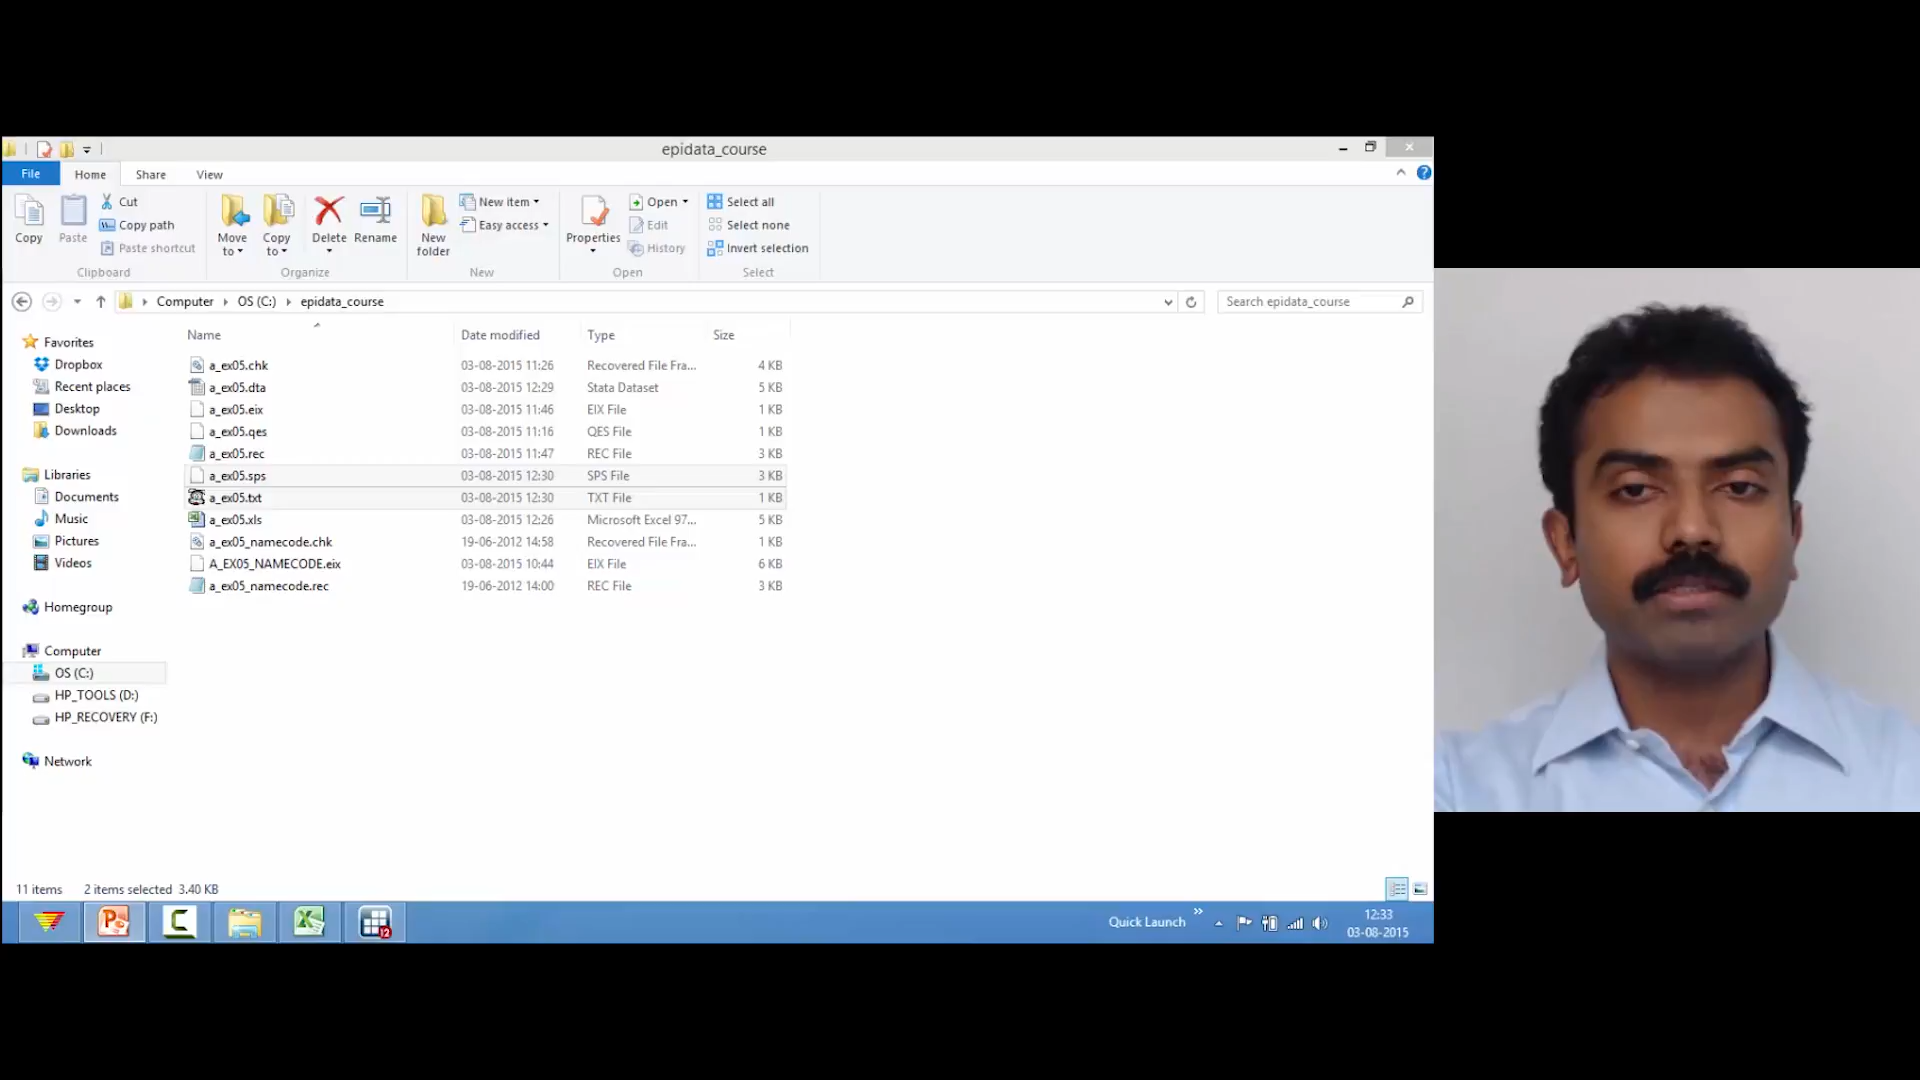 epidata_course
File Home Share View
Copy
Paste
Cut
Copy path
Paste shortcut
Clipboard
Move to
Copy to
Delete
Rename
Organize
New folder
New item
Easy access
New
Properties
Open
Edit
History
Open
Select all
Select none
Invert selection
Select
Computer OS (C:) epidata_course
Search epidata_course
Favorites
Dropbox
Recent places
Desktop
Downloads
Libraries
Documents
Music
Pictures
Videos
Homegroup
Computer
OS (C:)
HP_TOOLS (D:)
HP_RECOVERY (F:)
Network
Name Date modified Type Size
a_ex05.chk 03-08-2015 11:26 Recovered File Fra... 4 KB
a_ex05.dta 03-08-2015 12:29 Stata Dataset 5 KB
a_ex05.eix 03-08-2015 11:46 EIX File 1 KB
a_ex05.qes 03-08-2015 11:16 QES File 1 KB
a_ex05.rec 03-08-2015 11:47 REC File 3 KB
a_ex05.sps 03-08-2015 12:30 SPS File 3 KB
a_ex05.txt 03-08-2015 12:30 TXT File 1 KB
a_ex05.xls 03-08-2015 12:26 Microsoft Excel 97... 5 KB
a_ex05_namecode.chk 19-06-2012 14:58 Recovered File Fra... 1 KB
A_EX05_NAMECODE.eix 03-08-2015 10:44 EIX File 6 KB
a_ex05_namecode.rec 19-06-2012 14:00 REC File 3 KB
11 items 2 items selected 3.40 KB
Quick Launch
12:33
03-08-2015